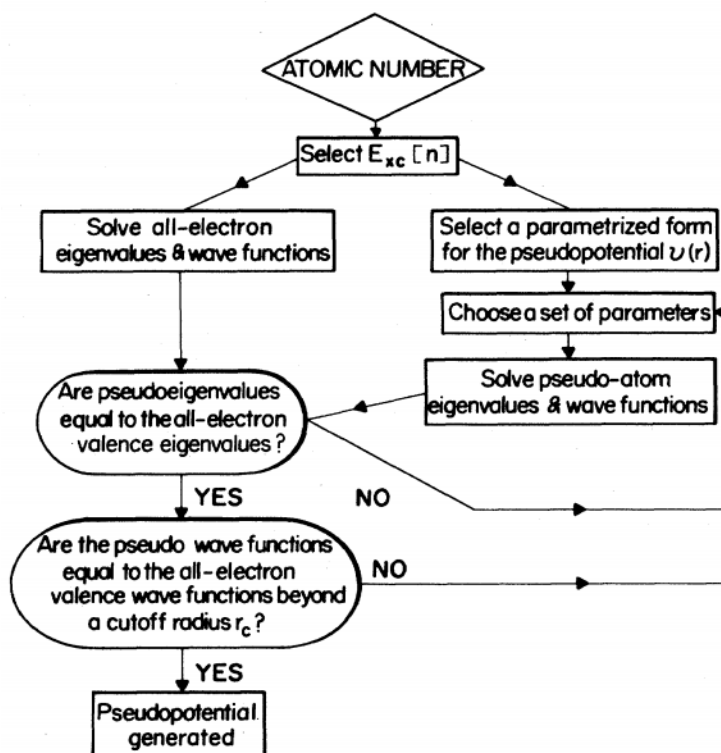 ATOMIC NUMBER
Select E_xc [n]
Solve all-electron
eigenvalues & wave functions
Select a parametrized form
for the pseudopotential υ(r)
Choose a set of parameters
Solve pseudo-atom
eigenvalues & wave functions
Are pseudoeigenvalues
equal to the all-electron
valence eigenvalues?
YES
NO
Are the pseudo wave functions
equal to the all-electron
valence wave functions beyond
a cutoff radius r_c?
NO
YES
Pseudopotential
generated